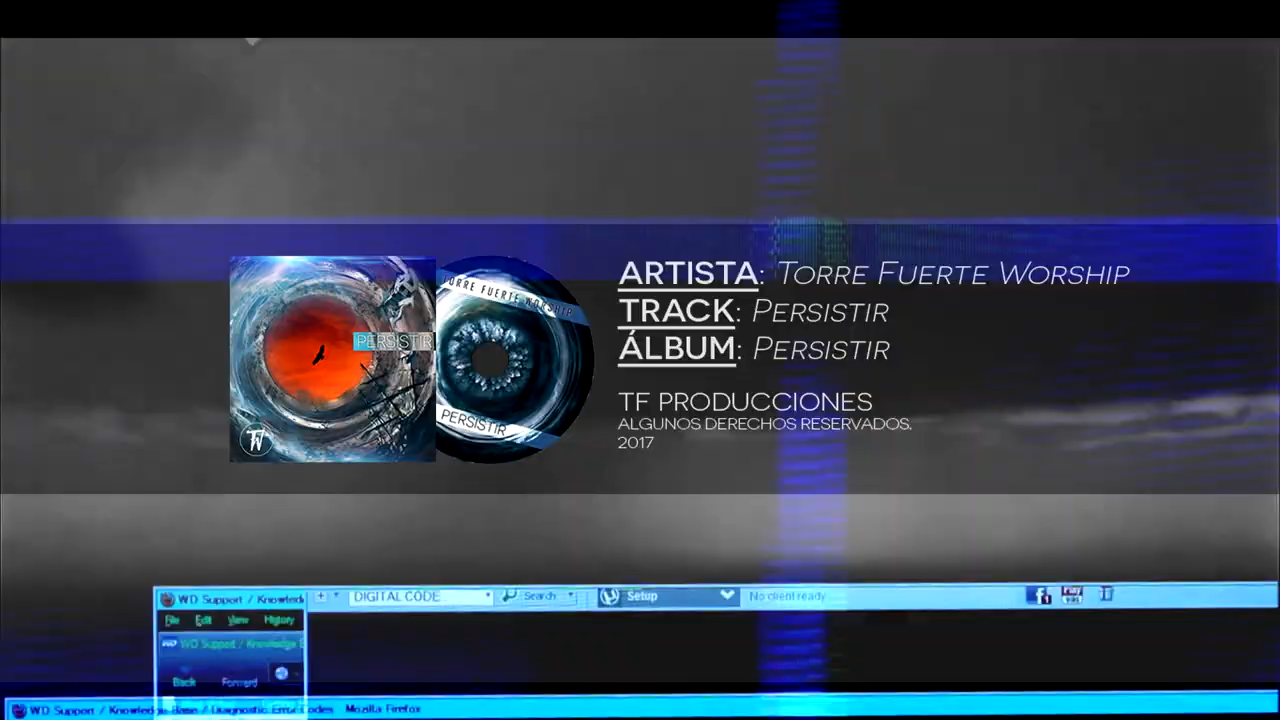 TORRE FUERTE WORSHIP
PERSISTIR
PERSISTIR
TW
ARTISTA: TORRE FUERTE WORSHIP
TRACK: PERSISTIR
ÁLBUM: PERSISTIR
TF PRODUCCIONES
ALGUNOS DERECHOS RESERVADOS.
2017
WD Support / Knowled
DIGITAL CODE
Search
Setup
No client ready
File Edit View History
WD Support / Knowledge
Back Forward
WD Support / Knowledge Base / Diagnostic Error Codes Mozilla Firefox